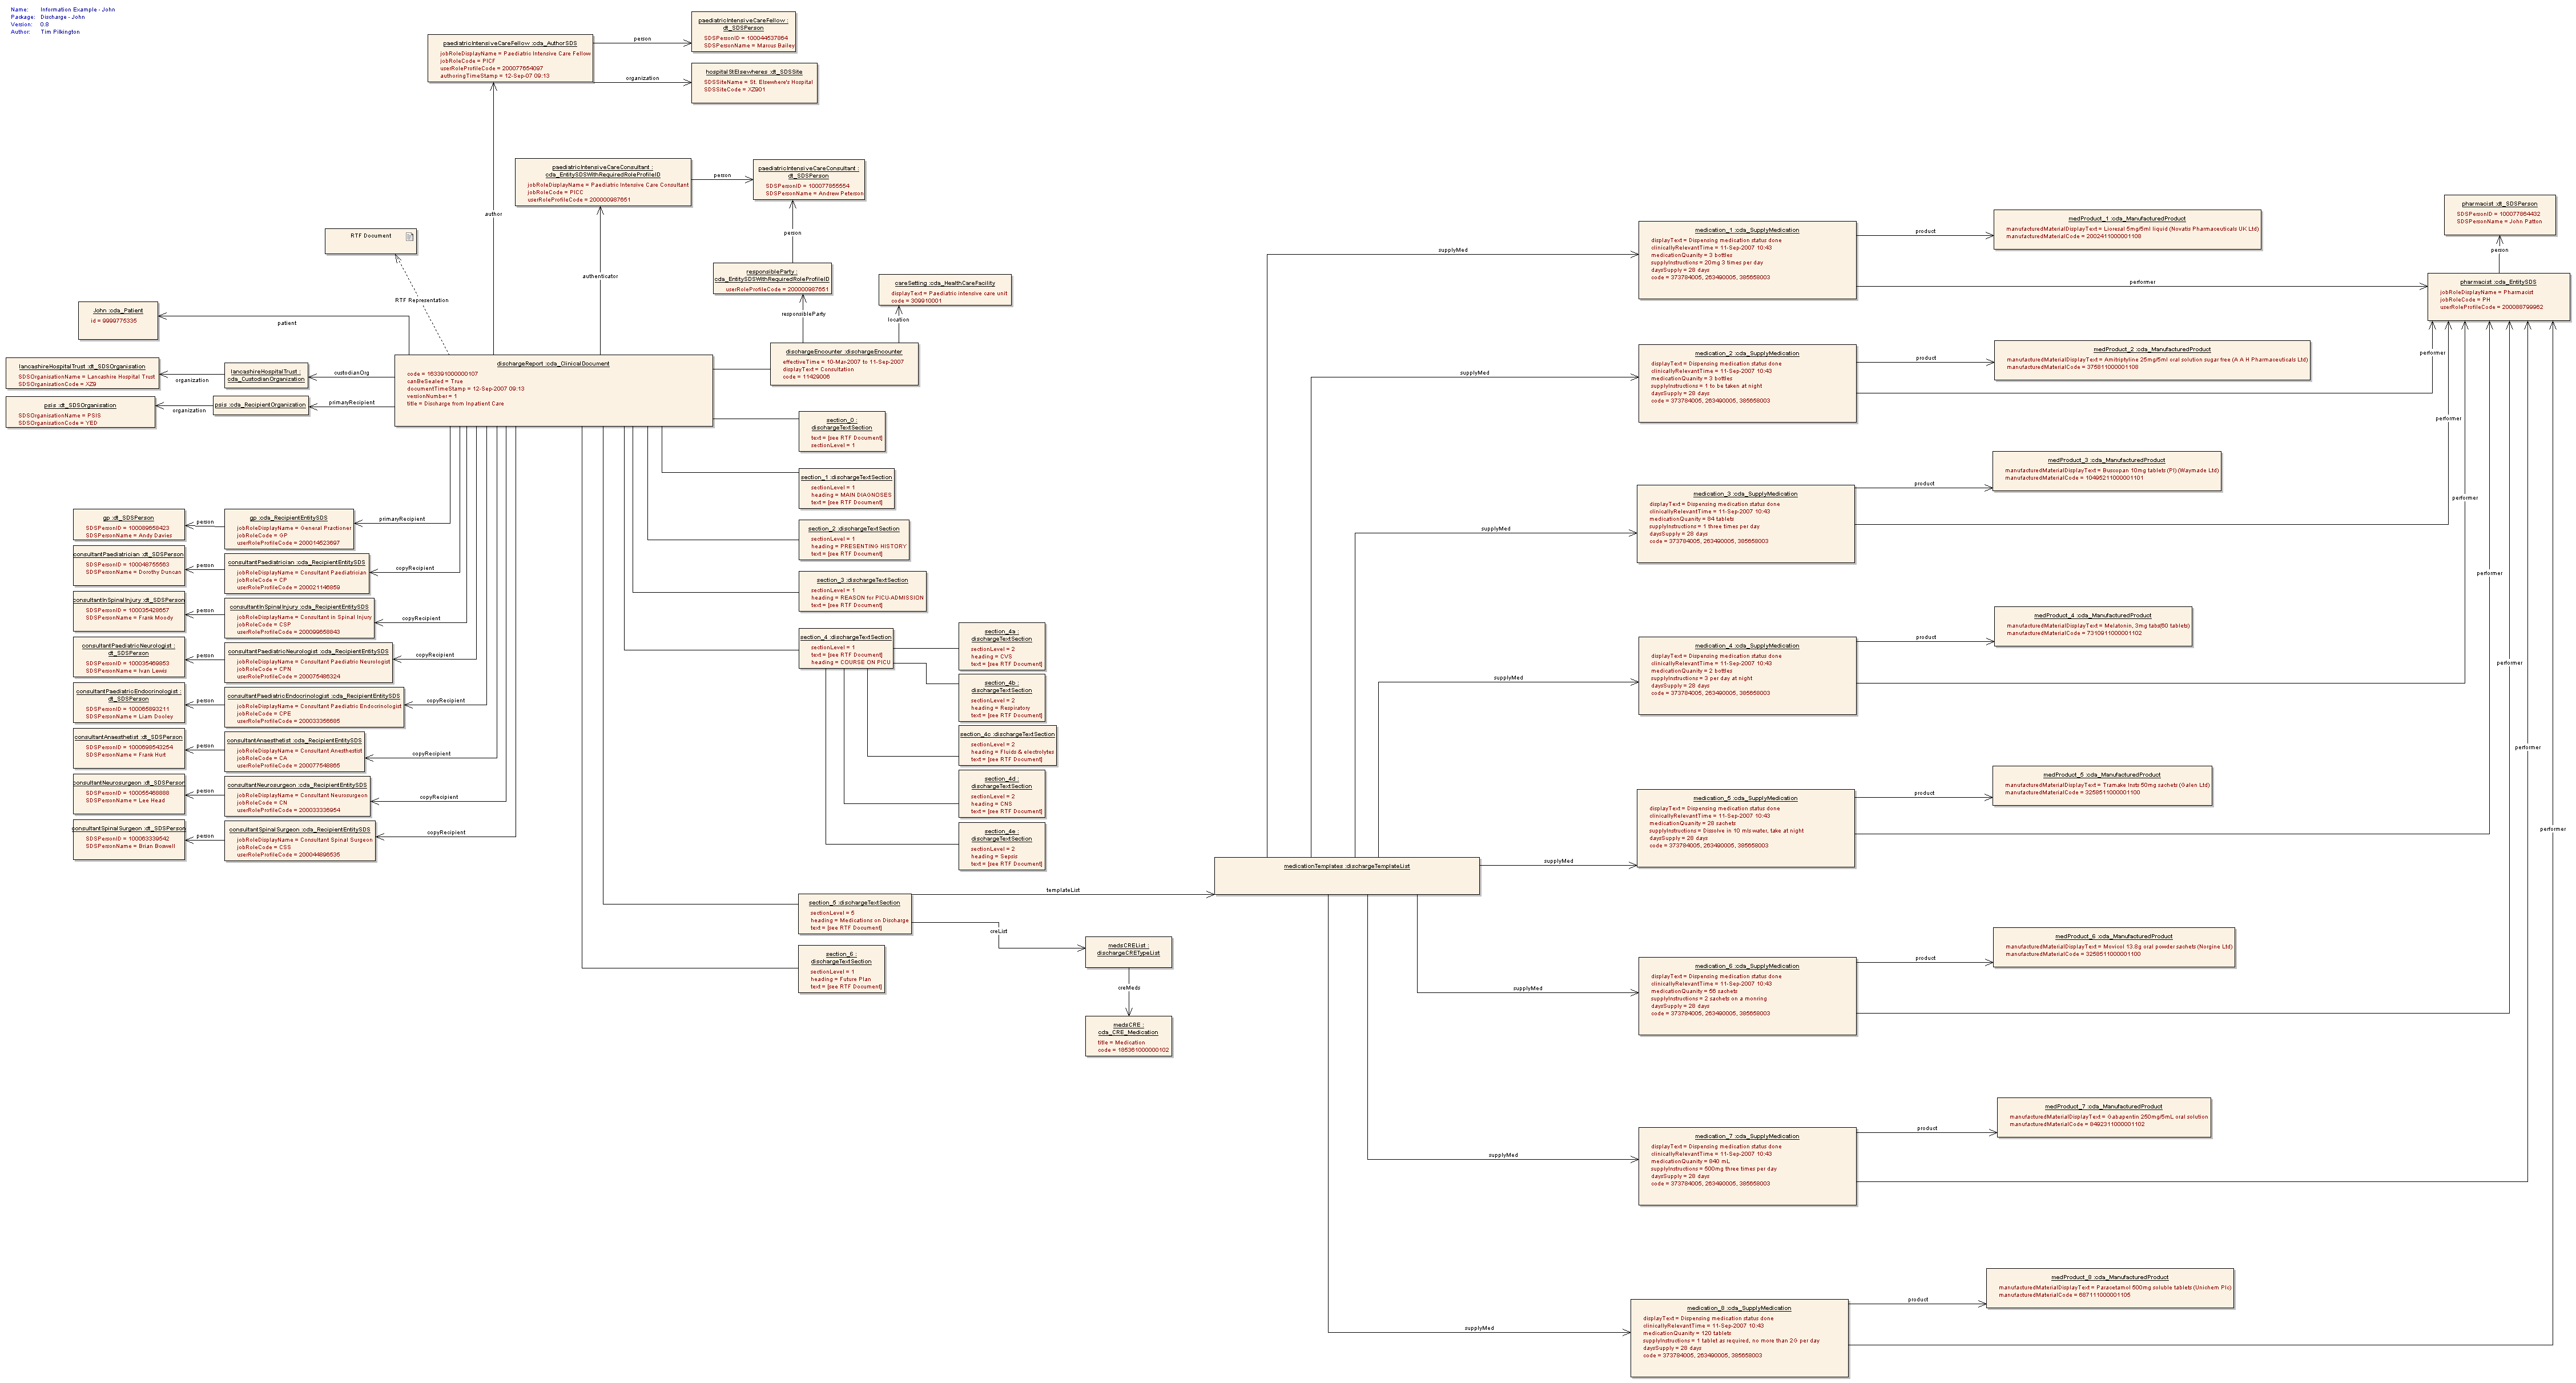 Name: Information Example - John
Package: Discharge - John
Version: 0.8
Author: Tim Pilkington
paediatricIntensiveCareFellow :cda_AuthorSDS
jobRoleDisplayName = Paediatric Intensive Care Fellow
jobRoleCode = PICF
userRoleProfileCode = 200077654097
authoringTimeStamp = 12-Sep-07 09:13
person
paediatricIntensiveCareFellow :
dt_SDSPerson
SDSPersonID = 100044537864
SDSPersonName = Marcus Bailey
organization
hospitalStElsewheres :dt_SDSSite
SDSSiteName = St. Elsewhere's Hospital
SDSSiteCode = XZ901
author
paediatricIntensiveCareConsultant :
cda_EntitySDSWithRequiredRoleProfileID
jobRoleDisplayName = Paediatric Intensive Care Consultant
jobRoleCode = PICC
userRoleProfileCode = 200000987651
person
paediatricIntensiveCareConsultant :
dt_SDSPerson
SDSPersonID = 100077855554
SDSPersonName = Andrew Peterson
person
authenticator
RTF Document
RTF Representation
responsibleParty :
cda_EntitySDSWithRequiredRoleProfileID
userRoleProfileCode = 200000987651
responsibleParty
careSetting :cda_HealthCareFacility
displayText = Paediatric intensive care unit
code = 309910001
location
John :cda_Patient
id = 9999775335
patient
dischargeEncounter :dischargeEncounter
effectiveTime = 10-Mar-2007 to 11-Sep-2007
displayText = Consultation
code = 11429006
dischargeReport :cda_ClinicalDocument
code = 163391000000107
canBeSealed = True
documentTimeStamp = 12-Sep-2007 09:13
versionNumber = 1
title = Discharge from Inpatient Care
lancashireHospitalTrust :dt_SDSOrganisation
SDSOrganisationName = Lancashire Hospital Trust
SDSOrganisationCode = XZ9
organization
lancashireHospitalTrust :
cda_CustodianOrganization
custodianOrg
psis :dt_SDSOrganisation
SDSOrganisationName = PSIS
SDSOrganisationCode = YED
organization
psis :cda_RecipientOrganization
primaryRecipient
section_0 :
dischargeTextSection
text = [see RTF Document]
sectionLevel = 1
section_1 :dischargeTextSection
sectionLevel = 1
heading = MAIN DIAGNOSES
text = [see RTF Document]
section_2 :dischargeTextSection
sectionLevel = 1
heading = PRESENTING HISTORY
text = [see RTF Document]
section_3 :dischargeTextSection
sectionLevel = 1
heading = REASON for PICU-ADMISSION
text = [see RTF Document]
section_4 :dischargeTextSection
sectionLevel = 1
text = [see RTF Document]
heading = COURSE ON PICU
section_4a :
dischargeTextSection
sectionLevel = 2
heading = CVS
text = [see RTF Document]
section_4b :
dischargeTextSection
sectionLevel = 2
heading = Respiratory
text = [see RTF Document]
section_4c :dischargeTextSection
sectionLevel = 2
heading = Fluids & electrolytes
text = [see RTF Document]
section_4d :
dischargeTextSection
sectionLevel = 2
heading = CNS
text = [see RTF Document]
section_4e :
dischargeTextSection
sectionLevel = 2
heading = Sepsis
text = [see RTF Document]
gp :dt_SDSPerson
SDSPersonID = 100089658423
SDSPersonName = Andy Davies
person
gp :cda_RecipientEntitySDS
jobRoleDisplayName = General Practioner
jobRoleCode = GP
userRoleProfileCode = 200014523697
primaryRecipient
consultantPaediatrician :dt_SDSPerson
SDSPersonID = 100048765563
SDSPersonName = Dorothy Duncan
person
consultantPaediatrician :cda_RecipientEntitySDS
jobRoleDisplayName = Consultant Paediatrician
jobRoleCode = CP
userRoleProfileCode = 200021146859
copyRecipient
consultantInSpinalInjury :dt_SDSPerson
SDSPersonID = 100035428657
SDSPersonName = Frank Moody
person
consultantInSpinalInjury :cda_RecipientEntitySDS
jobRoleDisplayName = Consultant in Spinal Injury
jobRoleCode = CSP
userRoleProfileCode = 200099658843
copyRecipient
consultantPaediatricNeurologist :
dt_SDSPerson
SDSPersonID = 100035469853
SDSPersonName = Ivan Lewis
person
consultantPaediatricNeurologist :cda_RecipientEntitySDS
jobRoleDisplayName = Consultant Paediatric Neurologist
jobRoleCode = CPN
userRoleProfileCode = 200075486324
copyRecipient
consultantPaediatricEndocrinologist :
dt_SDSPerson
SDSPersonID = 100065893211
SDSPersonName = Liam Dooley
person
consultantPaediatricEndocrinologist :cda_RecipientEntitySDS
jobRoleDisplayName = Consultant Paediatric Endocrinologist
jobRoleCode = CPE
userRoleProfileCode = 200033356685
copyRecipient
consultantAnaesthetist :dt_SDSPerson
SDSPersonID = 1000698543254
SDSPersonName = Frank Hurt
person
consultantAnaesthetist :cda_RecipientEntitySDS
jobRoleDisplayName = Consultant Anesthestist
jobRoleCode = CA
userRoleProfileCode = 200077548865
copyRecipient
consultantNeurosurgeon :dt_SDSPerson
SDSPersonID = 100055468888
SDSPersonName = Lee Head
person
consultantNeurosurgeon :cda_RecipientEntitySDS
jobRoleDisplayName = Consultant Neurosurgeon
jobRoleCode = CN
userRoleProfileCode = 200033336954
copyRecipient
consultantSpinalSurgeon :dt_SDSPerson
SDSPersonID = 100063339542
SDSPersonName = Brian Boswell
person
consultantSpinalSurgeon :cda_RecipientEntitySDS
jobRoleDisplayName = Consultant Spinal Surgeon
jobRoleCode = CSS
userRoleProfileCode = 200044896535
copyRecipient
section_5 :dischargeTextSection
sectionLevel = 5
heading = Medications on Discharge
text = [see RTF Document]
templateList
creList
section_6 :
dischargeTextSection
sectionLevel = 1
heading = Future Plan
text = [see RTF Document]
medsCREList :
dischargeCRETypeList
creMeds
medsCRE :
cda_CRE_Medication
title = Medication
code = 185361000000102
medicationTemplates :dischargeTemplateList
supplyMed
medication_1 :cda_SupplyMedication
displayText = Dispensing medication status done
clinicallyRelevantTime = 11-Sep-2007 10:43
medicationQuanity = 3 bottles
supplyInstructions = 20mg 3 times per day
daysSupply = 28 days
code = 373784005, 263490005, 385658003
product
medProduct_1 :cda_ManufacturedProduct
manufacturedMaterialDisplayText = Lioresal 5mg/5ml liquid (Novatis Pharmaceuticals UK Ltd)
manufacturedMaterialCode = 2002411000001108
performer
pharmacist :dt_SDSPerson
SDSPersonID = 100077864432
SDSPersonName = John Patton
person
pharmacist :cda_EntitySDS
jobRoleDisplayName = Pharmacist
jobRoleCode = PH
userRoleProfileCode = 200088799952
supplyMed
medication_2 :cda_SupplyMedication
displayText = Dispensing medication status done
clinicallyRelevantTime = 11-Sep-2007 10:43
medicationQuanity = 3 bottles
supplyInstructions = 1 to be taken at night
daysSupply = 28 days
code = 373784005, 263490005, 385658003
product
medProduct_2 :cda_ManufacturedProduct
manufacturedMaterialDisplayText = Amitriptyline 25mg/5ml oral solution sugar free (A A H Pharmaceuticals Ltd)
manufacturedMaterialCode = 375811000001108
performer
supplyMed
medication_3 :cda_SupplyMedication
displayText = Dispensing medication status done
clinicallyRelevantTime = 11-Sep-2007 10:43
medicationQuanity = 84 tablets
supplyInstructions = 1 three times per day
daysSupply = 28 days
code = 373784005, 263490005, 385658003
product
medProduct_3 :cda_ManufacturedProduct
manufacturedMaterialDisplayText = Buscopan 10mg tablets (PI) (Waymade Ltd)
manufacturedMaterialCode = 10495211000001101
performer
supplyMed
medication_4 :cda_SupplyMedication
displayText = Dispensing medication status done
clinicallyRelevantTime = 11-Sep-2007 10:43
medicationQuanity = 2 bottles
supplyInstructions = 3 per day at night
daysSupply = 28 days
code = 373784005, 263490005, 385658003
product
medProduct_4 :cda_ManufacturedProduct
manufacturedMaterialDisplayText = Melatonin, 3mg tabs(60 tablets)
manufacturedMaterialCode = 7310911000001102
performer
supplyMed
medication_5 :cda_SupplyMedication
displayText = Dispensing medication status done
clinicallyRelevantTime = 11-Sep-2007 10:43
medicationQuanity = 28 sachets
supplyInstructions = Dissolve in 10 mls water, take at night
daysSupply = 28 days
code = 373784005, 263490005, 385658003
product
medProduct_5 :cda_ManufacturedProduct
manufacturedMaterialDisplayText = Tramake Insts 50mg sachets (Galen Ltd)
manufacturedMaterialCode = 3258511000001100
performer
supplyMed
medication_6 :cda_SupplyMedication
displayText = Dispensing medication status done
clinicallyRelevantTime = 11-Sep-2007 10:43
medicationQuanity = 56 sachets
supplyInstructions = 2 sachets on a monring
daysSupply = 28 days
code = 373784005, 263490005, 385658003
product
medProduct_6 :cda_ManufacturedProduct
manufacturedMaterialDisplayText = Movicol 13.8g oral powder sachets (Norgine Ltd)
manufacturedMaterialCode = 3258511000001100
performer
supplyMed
medication_7 :cda_SupplyMedication
displayText = Dispensing medication status done
clinicallyRelevantTime = 11-Sep-2007 10:43
medicationQuanity = 840 mL
supplyInstructions = 500mg three times per day
daysSupply = 28 days
code = 373784005, 263490005, 385658003
product
medProduct_7 :cda_ManufacturedProduct
manufacturedMaterialDisplayText = Gabapentin 250mg/5mL oral solution
manufacturedMaterialCode = 8492311000001102
performer
supplyMed
medication_8 :cda_SupplyMedication
displayText = Dispensing medication status done
clinicallyRelevantTime = 11-Sep-2007 10:43
medicationQuanity = 120 tablets
supplyInstructions = 1 tablet as required, no more than 2G per day
daysSupply = 28 days
code = 373784005, 263490005, 385658003
product
medProduct_8 :cda_ManufacturedProduct
manufacturedMaterialDisplayText = Paracetamol 500mg soluble tablets (Unichem Plc)
manufacturedMaterialCode = 687111000001105
performer